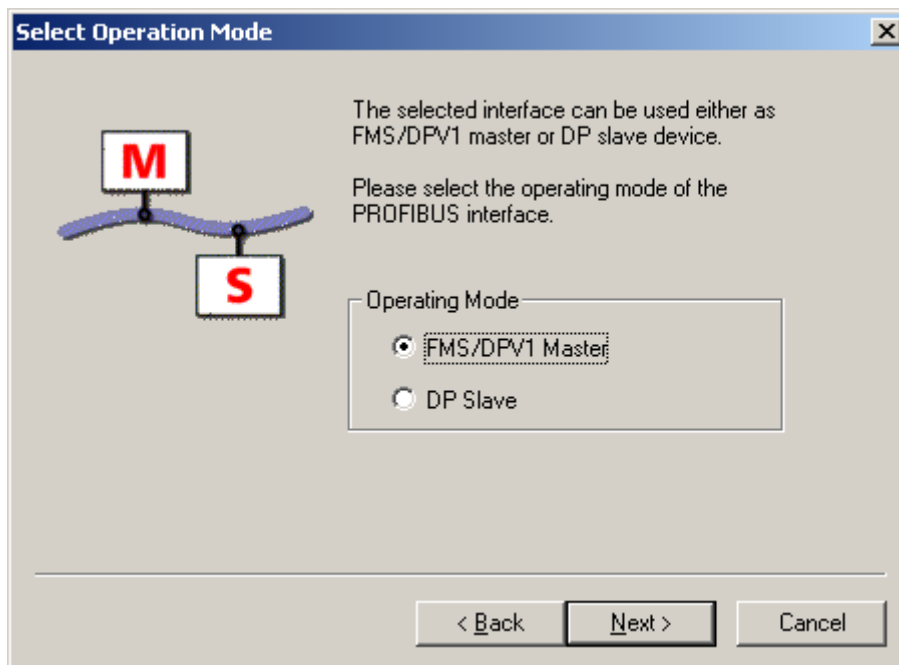 Select Operation Mode
The selected interface can be used either as
FMS/DPV1 master or DP slave device.
Please select the operating mode of the
PROFIBUS interface.
M
S
Operating Mode
FMS/DPV1 Master
DP Slave
< Back
Next >
Cancel